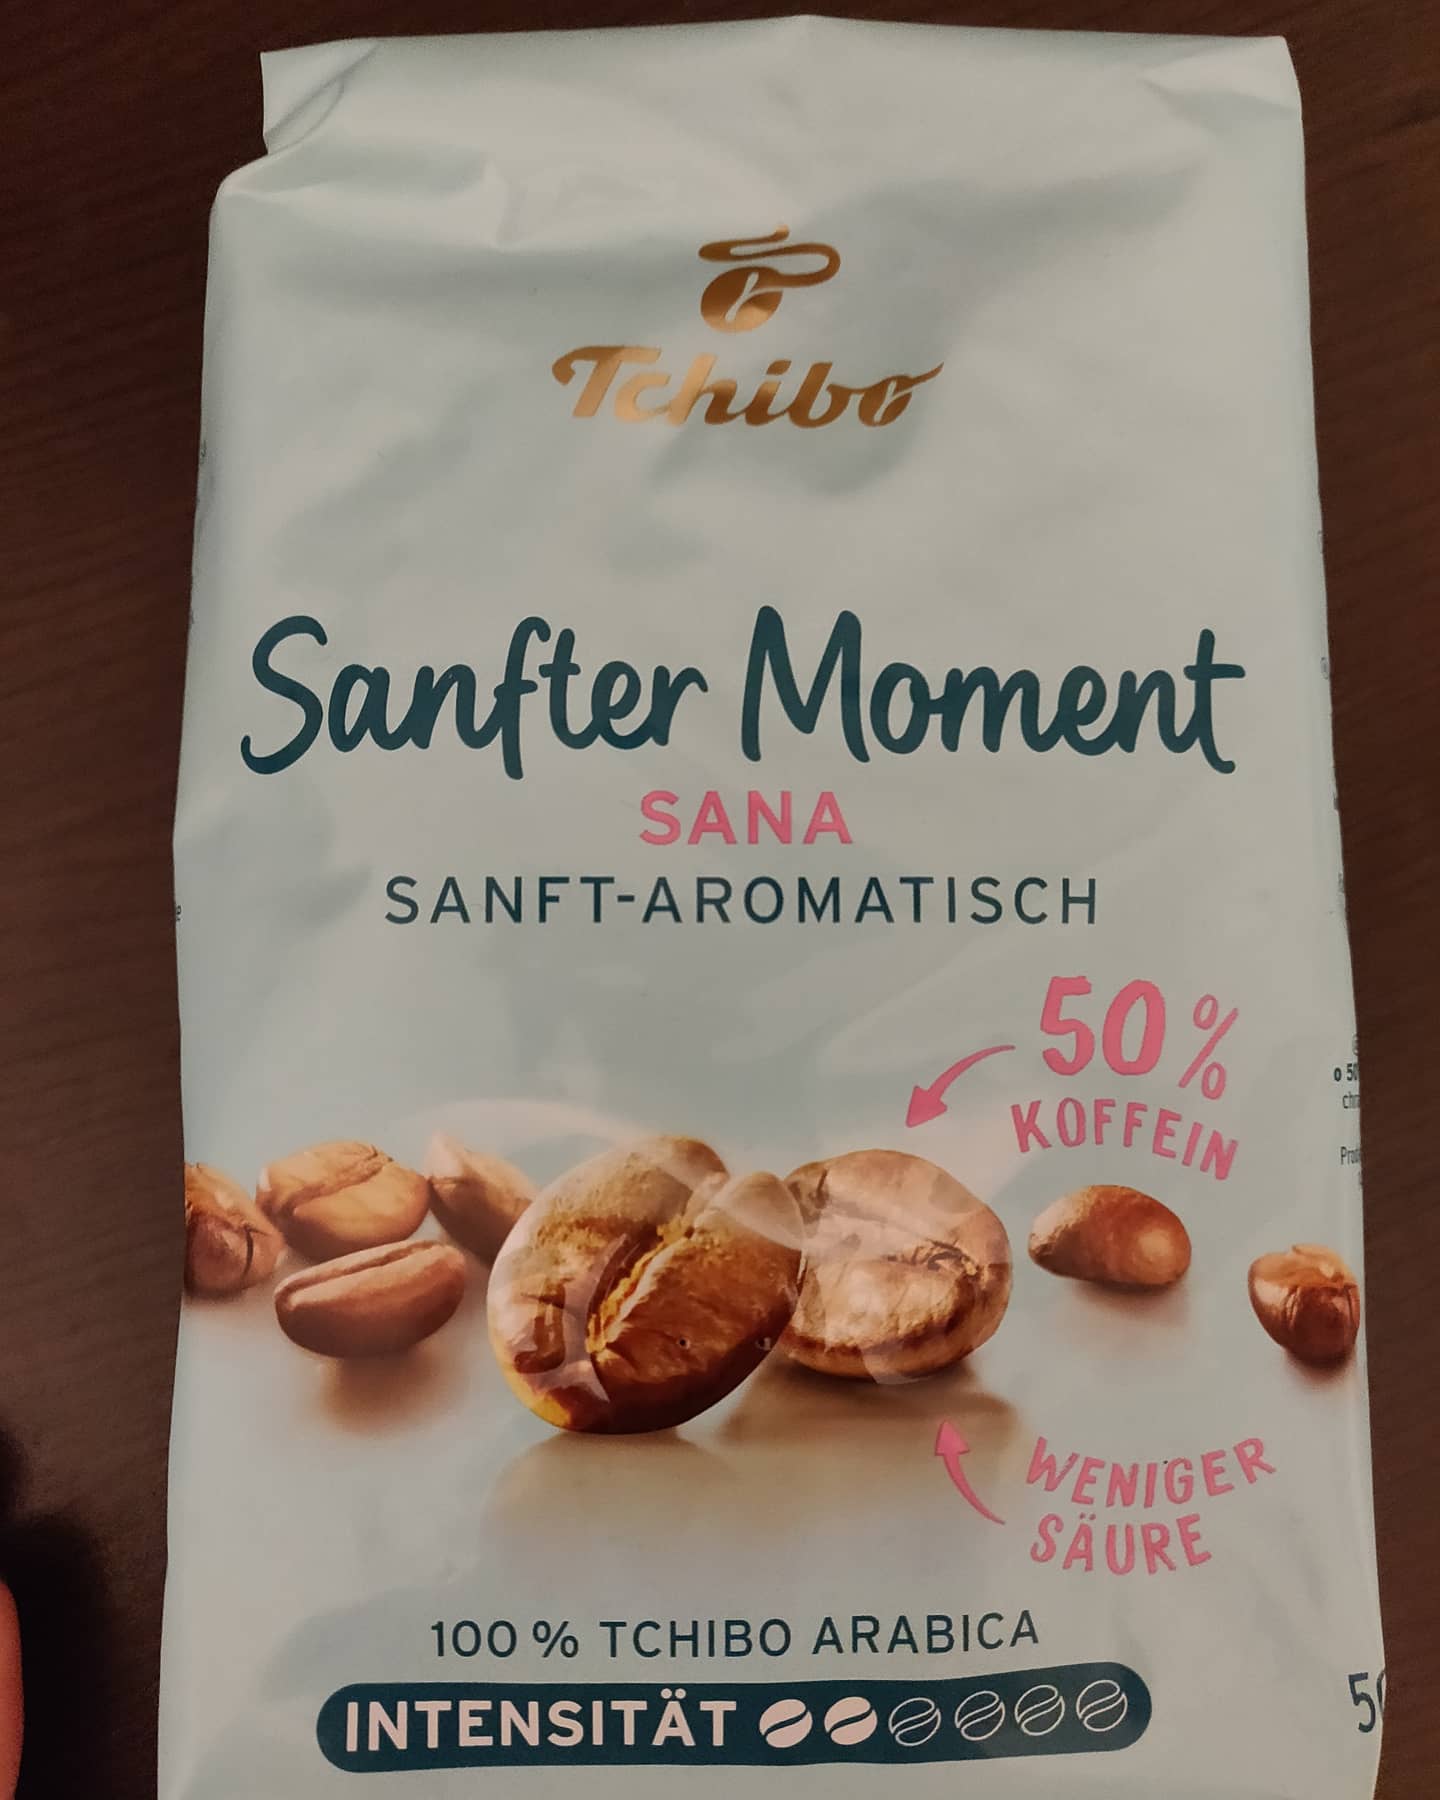 Tchibo
Sanfter Moment
SANA
SANFT-AROMATISCH
50%
KOFFEIN
WENIGER
SÄURE
100% TCHIBO ARABICA
INTENSITÄT